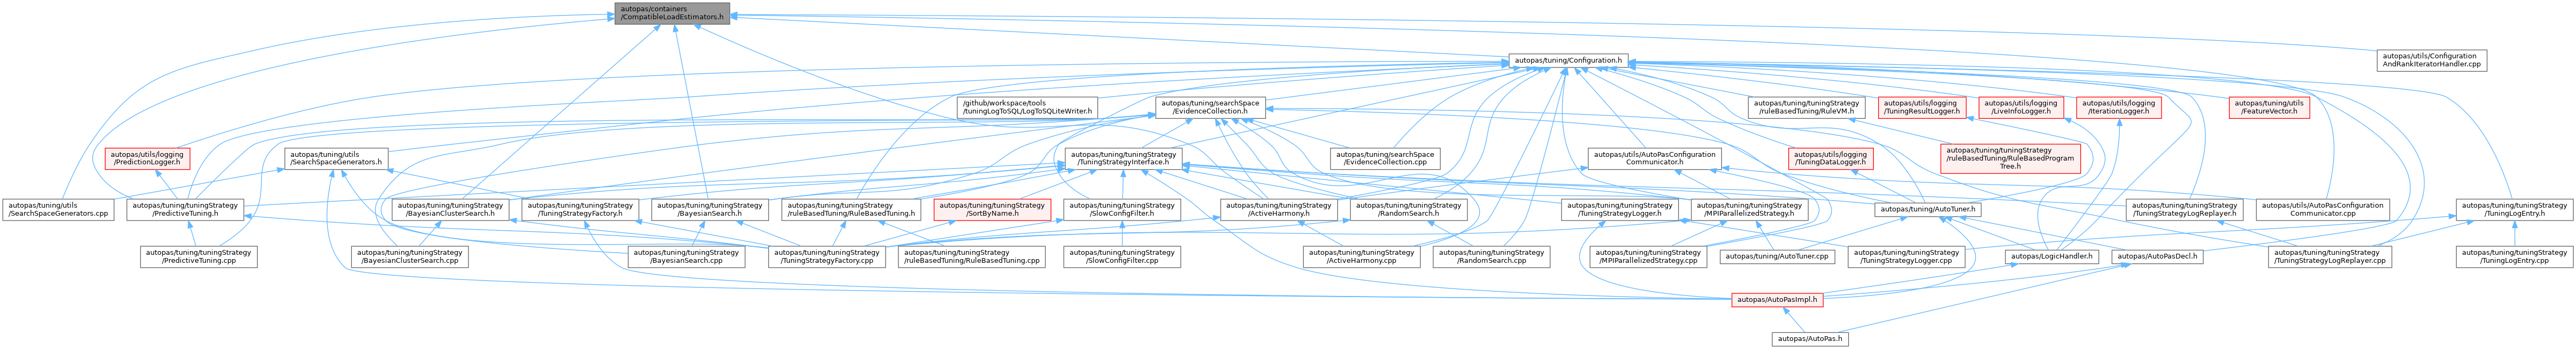 autopas/containers
/CompatibleLoadEstimators.h
autopas/utils/Configuration
AndRankIteratorHandler.cpp
autopas/tuning/Configuration.h
/github/workspace/tools
/tuningLogToSQL/LogToSQLiteWriter.h
autopas/tuning/searchSpace
/EvidenceCollection.h
autopas/tuning/tuningStrategy
/ruleBasedTuning/RuleVM.h
autopas/utils/logging
/TuningResultLogger.h
autopas/utils/logging
/LiveInfoLogger.h
autopas/utils/logging
/IterationLogger.h
autopas/tuning/utils
/FeatureVector.h
autopas/utils/logging
/PredictionLogger.h
autopas/tuning/utils
/SearchSpaceGenerators.h
autopas/tuning/tuningStrategy
/TuningStrategyInterface.h
autopas/tuning/searchSpace
/EvidenceCollection.cpp
autopas/utils/AutoPasConfiguration
Communicator.h
autopas/utils/logging
/TuningDataLogger.h
autopas/tuning/tuningStrategy
/ruleBasedTuning/RuleBasedProgram
Tree.h
autopas/tuning/utils
/SearchSpaceGenerators.cpp
autopas/tuning/tuningStrategy
/PredictiveTuning.h
autopas/tuning/tuningStrategy
/BayesianClusterSearch.h
autopas/tuning/tuningStrategy
/TuningStrategyFactory.h
autopas/tuning/tuningStrategy
/BayesianSearch.h
autopas/tuning/tuningStrategy
/ruleBasedTuning/RuleBasedTuning.h
autopas/tuning/tuningStrategy
/SortByName.h
autopas/tuning/tuningStrategy
/SlowConfigFilter.h
autopas/tuning/tuningStrategy
/ActiveHarmony.h
autopas/tuning/tuningStrategy
/RandomSearch.h
autopas/tuning/tuningStrategy
/TuningStrategyLogger.h
autopas/tuning/tuningStrategy
/MPIParallelizedStrategy.h
autopas/tuning/AutoTuner.h
autopas/tuning/tuningStrategy
/TuningStrategyLogReplayer.h
autopas/utils/AutoPasConfiguration
Communicator.cpp
autopas/tuning/tuningStrategy
/TuningLogEntry.h
autopas/tuning/tuningStrategy
/PredictiveTuning.cpp
autopas/tuning/tuningStrategy
/BayesianClusterSearch.cpp
autopas/tuning/tuningStrategy
/BayesianSearch.cpp
autopas/tuning/tuningStrategy
/TuningStrategyFactory.cpp
autopas/tuning/tuningStrategy
/ruleBasedTuning/RuleBasedTuning.cpp
autopas/tuning/tuningStrategy
/SlowConfigFilter.cpp
autopas/tuning/tuningStrategy
/ActiveHarmony.cpp
autopas/tuning/tuningStrategy
/RandomSearch.cpp
autopas/tuning/tuningStrategy
/MPIParallelizedStrategy.cpp
autopas/tuning/AutoTuner.cpp
autopas/tuning/tuningStrategy
/TuningStrategyLogger.cpp
autopas/LogicHandler.h
autopas/AutoPasDecl.h
autopas/tuning/tuningStrategy
/TuningStrategyLogReplayer.cpp
autopas/tuning/tuningStrategy
/TuningLogEntry.cpp
autopas/AutoPasImpl.h
autopas/AutoPas.h